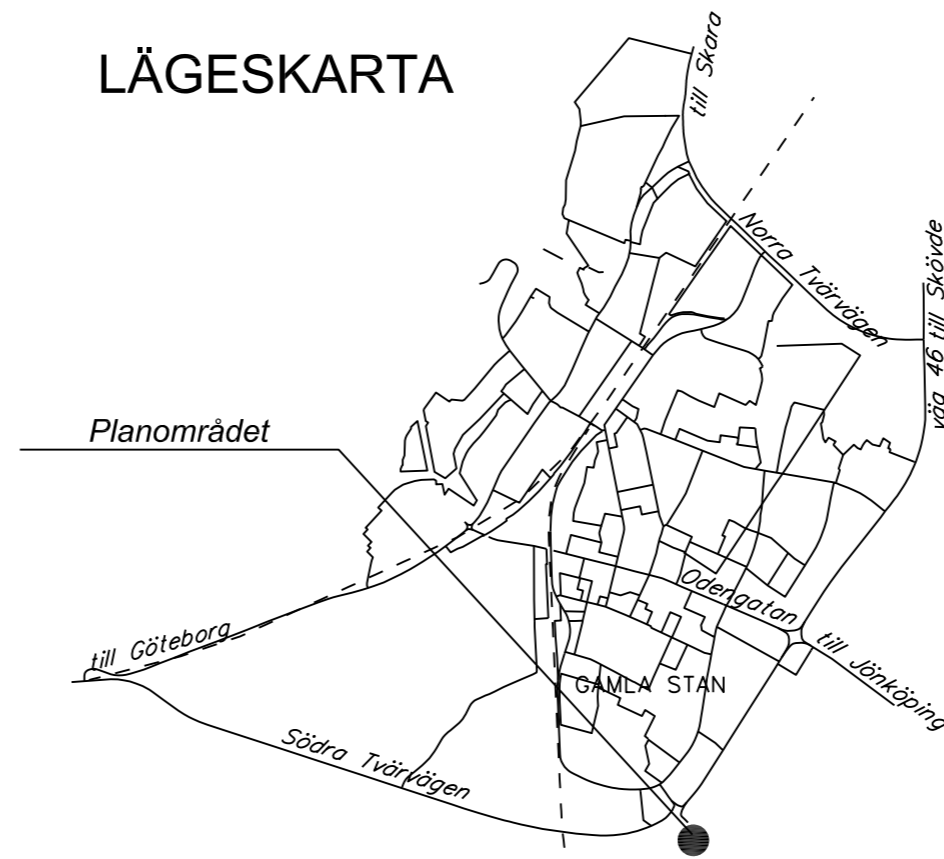 LÄGESKARTA
till Skara
Norra Tvärvägen
väg 46 till Skövde
Planområdet
Odengatan
till Göteborg
till Jönköping
GAMLA STAN
Södra Tvärvägen